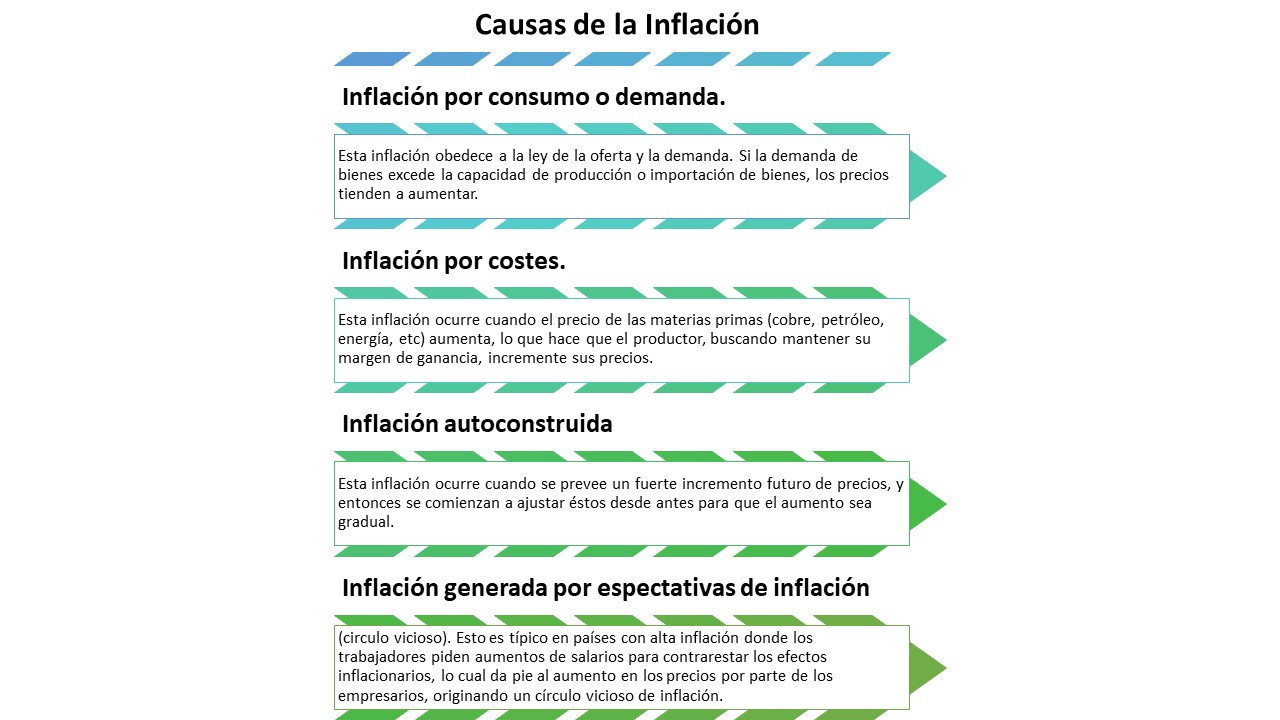 Causas de la Inflación
Inflación por consumo o demanda.
Esta inflación obedece a la ley de la oferta y la demanda. Si la demanda de
bienes excede la capacidad de producción o importación de bienes, los precios
tienden a aumentar.
Inflación por costes.
Esta inflación ocurre cuando el precio de las materias primas (cobre, petróleo,
energía, etc) aumenta, lo que hace que el productor, buscando mantener su
margen de ganancia, incremente sus precios.
Inflación autoconstruida
Esta inflación ocurre cuando se prevee un fuerte incremento futuro de precios, y
entonces se comienzan a ajustar éstos desde antes para que el aumento sea
gradual.
Inflación generada por espectativas de inflación
(circulo vicioso). Esto es típico en países con alta inflación donde los
trabajadores piden aumentos de salarios para contrarestar los efectos
inflacionarios, lo cual da pie al aumento en los precios por parte de los
empresarios, originando un círculo vicioso de inflación.